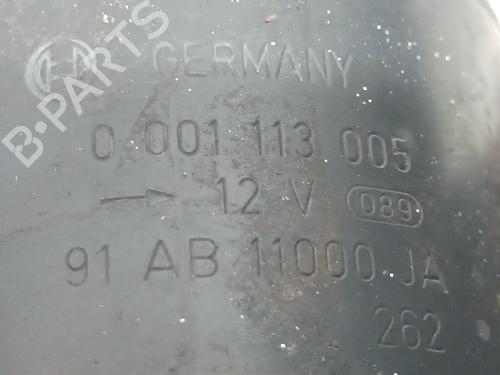 B-PARTS
GERMANY
0 001 113 005
→ 12 V 089
91 AB 11000 JA
262